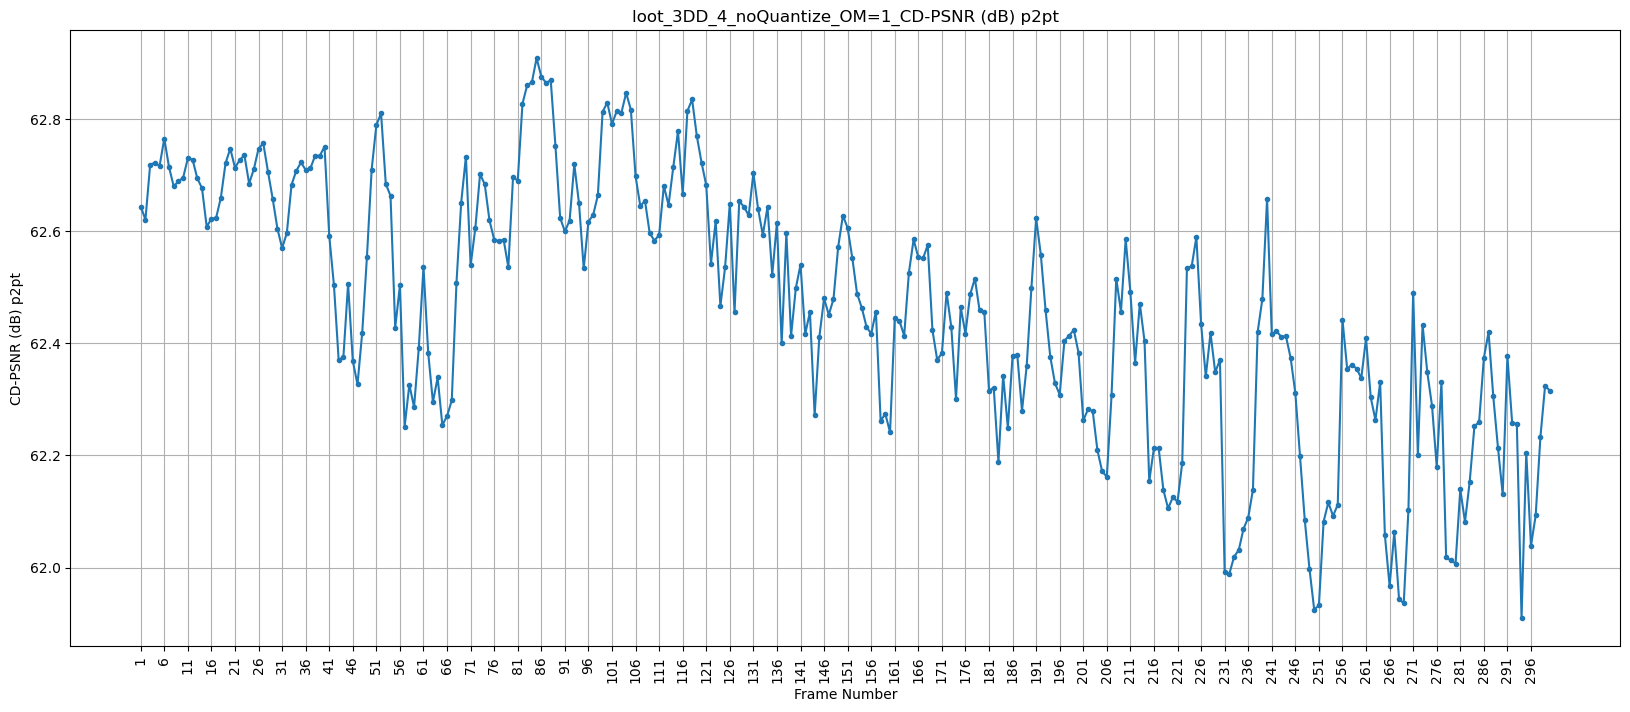 loot_3DD_4_noQuantize_OM=1_CD-PSNR (dB) p2pt
CD-PSNR (dB) p2pt
62.8
62.6
62.4
62.2
62.0
1 6 11 16 21 26 31 36 41 46 51 56 61 66 71 76 81 86 91 96 101 106 111 116 121 126 131 136 141 146 151 156 161 166 171 176 181 186 191 196 201 206 211 216 221 226 231 236 241 246 251 256 261 266 271 276 281 286 291 296
Frame Number